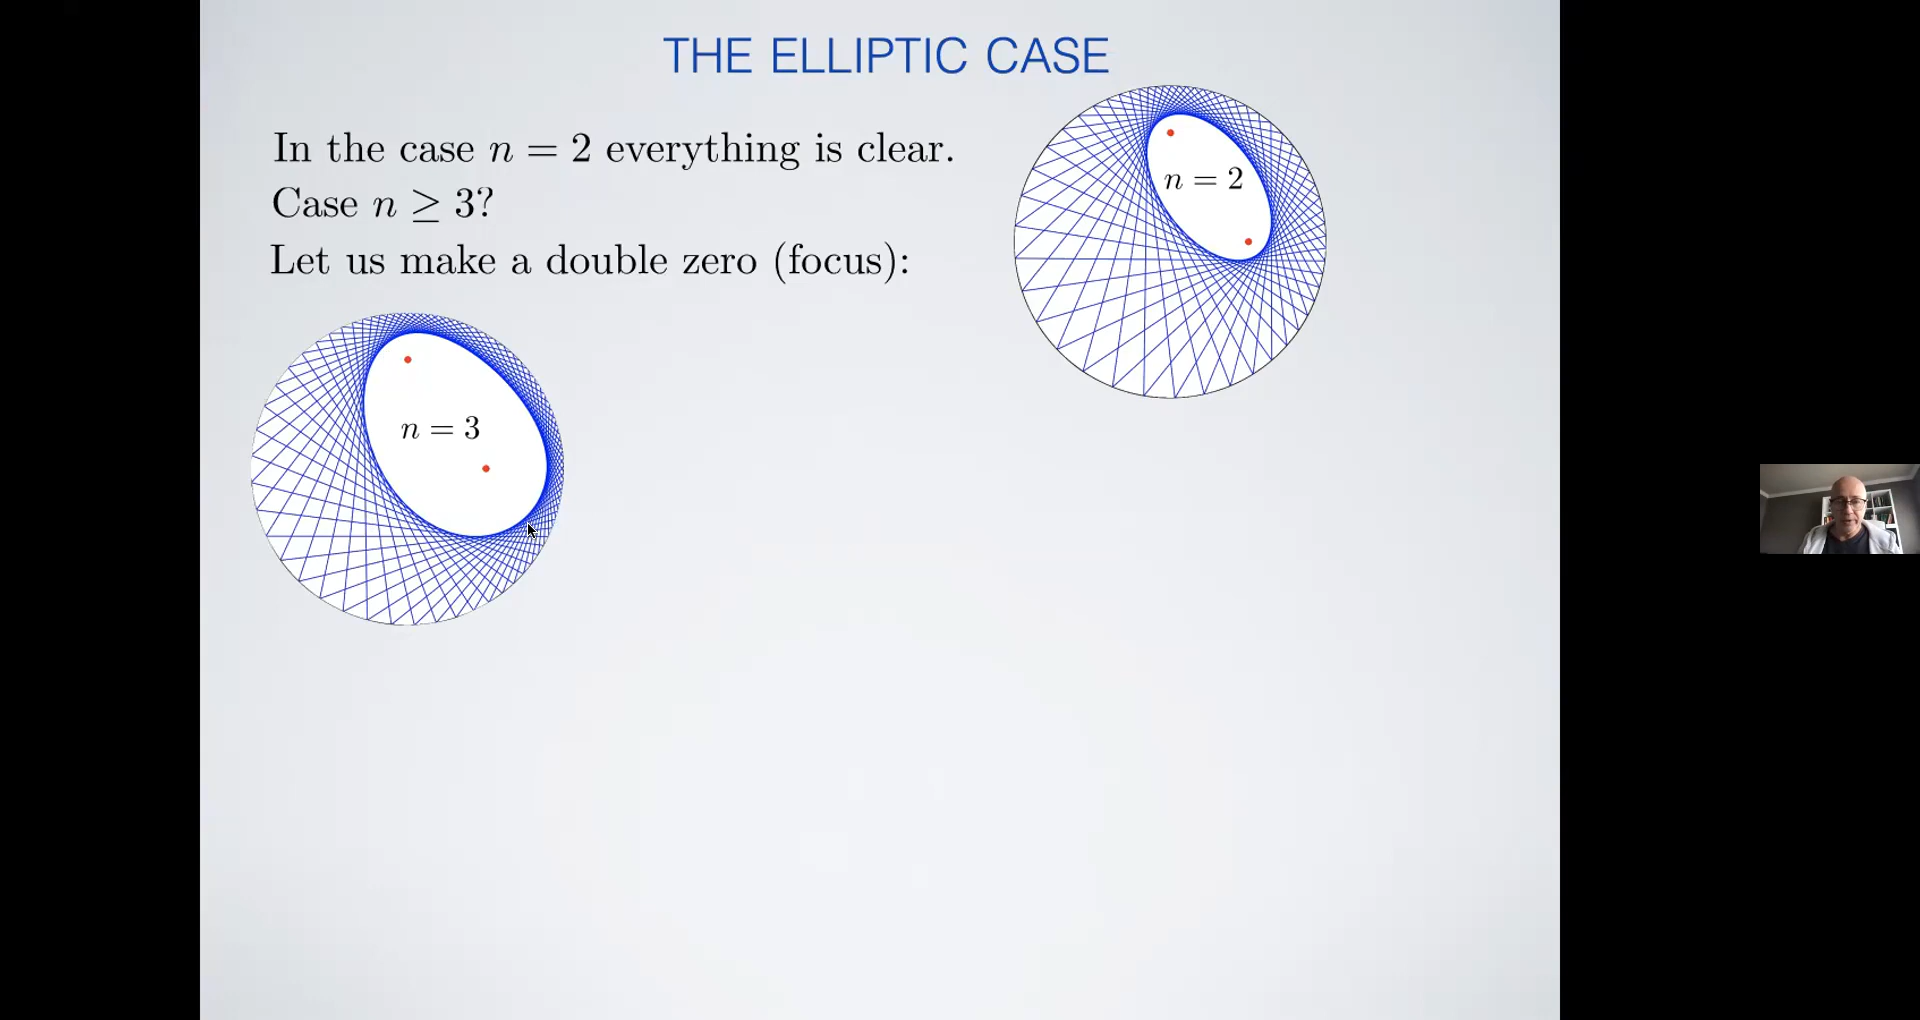 THE ELLIPTIC CASE
In the case n = 2 everything is clear.
Case n ≥ 3?
Let us make a double zero (focus):
n = 2
n = 3